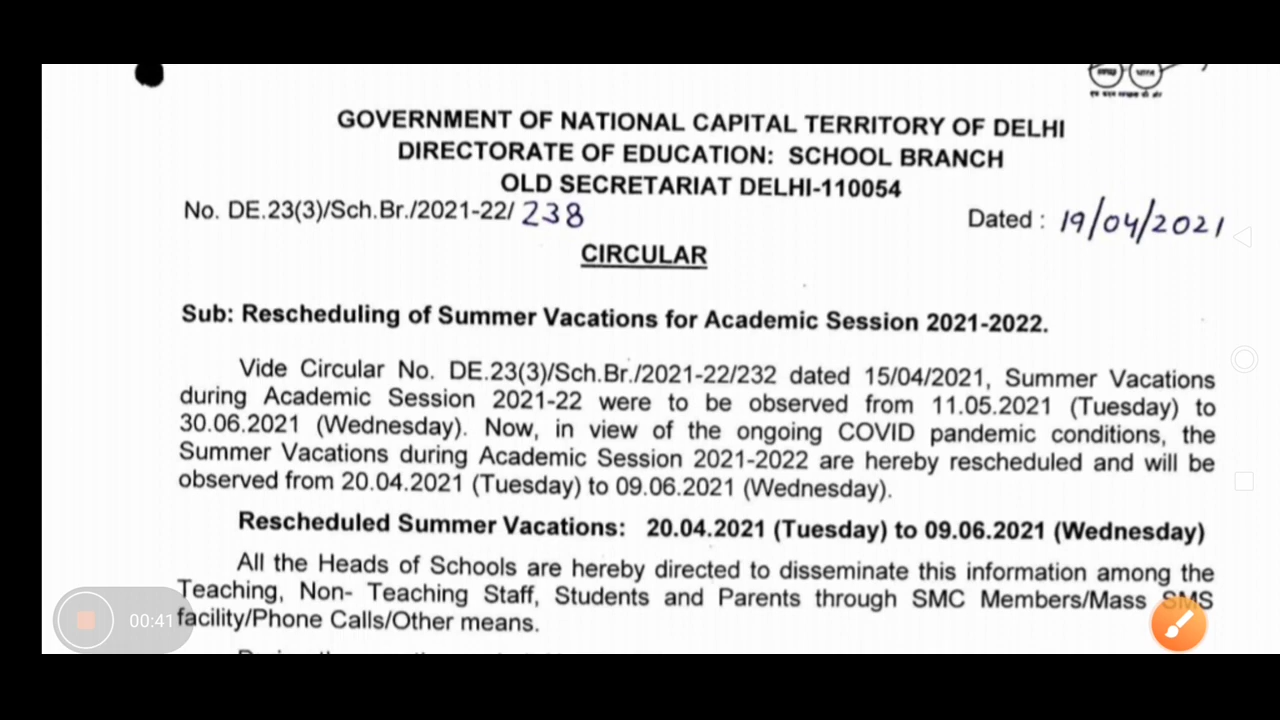 GOVERNMENT OF NATIONAL CAPITAL TERRITORY OF DELHI
DIRECTORATE OF EDUCATION: SCHOOL BRANCH
OLD SECRETARIAT DELHI-110054
No. DE.23(3)/Sch.Br./2021-22/ 238 Dated : 19/04/2021
CIRCULAR
Sub: Rescheduling of Summer Vacations for Academic Session 2021-2022.
Vide Circular No. DE.23(3)/Sch.Br./2021-22/232 dated 15/04/2021, Summer Vacations
during Academic Session 2021-22 were to be observed from 11.05.2021 (Tuesday) to
30.06.2021 (Wednesday). Now, in view of the ongoing COVID pandemic conditions, the
Summer Vacations during Academic Session 2021-2022 are hereby rescheduled and will be
observed from 20.04.2021 (Tuesday) to 09.06.2021 (Wednesday).
Rescheduled Summer Vacations: 20.04.2021 (Tuesday) to 09.06.2021 (Wednesday)
All the Heads of Schools are hereby directed to disseminate this information among the
Teaching, Non- Teaching Staff, Students and Parents through SMC Members/Mass SMS
facility/Phone Calls/Other means.
00:41